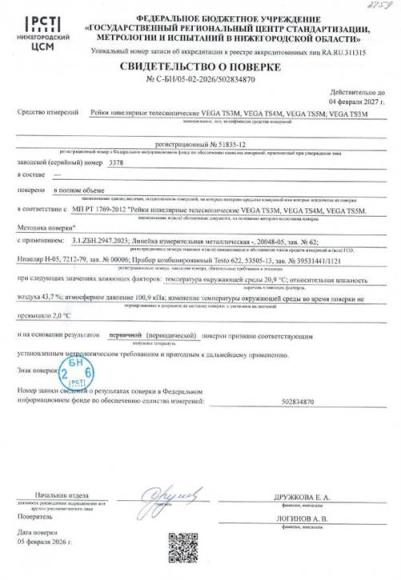 2759
РСТ
НИЖЕГОРОДСКИЙ
ЦСМ
ФЕДЕРАЛЬНОЕ БЮДЖЕТНОЕ УЧРЕЖДЕНИЕ
«ГОСУДАРСТВЕННЫЙ РЕГИОНАЛЬНЫЙ ЦЕНТР СТАНДАРТИЗАЦИИ,
МЕТРОЛОГИИ И ИСПЫТАНИЙ В НИЖЕГОРОДСКОЙ ОБЛАСТИ»
Уникальный номер записи об аккредитации в реестре аккредитованных лиц RA.RU.311315
СВИДЕТЕЛЬСТВО О ПОВЕРКЕ
№ С-БН/05-02-2026/502834870
Действительно до
04 февраля 2027 г.
Средство измерений Рейки нивелирные телескопические VEGA TS3M, VEGA TS4M, VEGA TS5M; VEGA TS3M
регистрационный № 51835-12
заводской (серийный) номер 3378
в составе —
поверено в полном объеме
в соответствии с МП РТ 1769-2012 "Рейки нивелирные телескопические VEGA TS3M, VEGA TS4M, VEGA TS5M.
Методика поверки"
с применением: 3.1.ZБН.2947.2023; Линейка измерительная металлическая -, 20048-05, зав. № 62;
Нивелир Н-05, 7212-79, зав. № 00006; Прибор комбинированный Testo 622, 53505-13, зав. № 39531441/1121
при следующих значениях влияющих факторов: температура окружающей среды 20,9 °С; относительная влажность
воздуха 43,7 %; атмосферное давление 100,9 кПа; изменение температуры окружающей среды во время поверки не
превышало 2,0 °С
и на основании результатов первичной (периодической) поверки признано соответствующим
установленным метрологическим требованиям и пригодным к дальнейшему применению.
Знак поверки:
БН
2 6
РСТ
Номер записи сведений о результатах поверки в Федеральном
информационном фонде по обеспечению единства измерений: 502834870
Начальник отдела ДРУЖКОВА Е. А.
Поверитель ЛОГИНОВ А. В.
Дата поверки
05 февраля 2026 г.